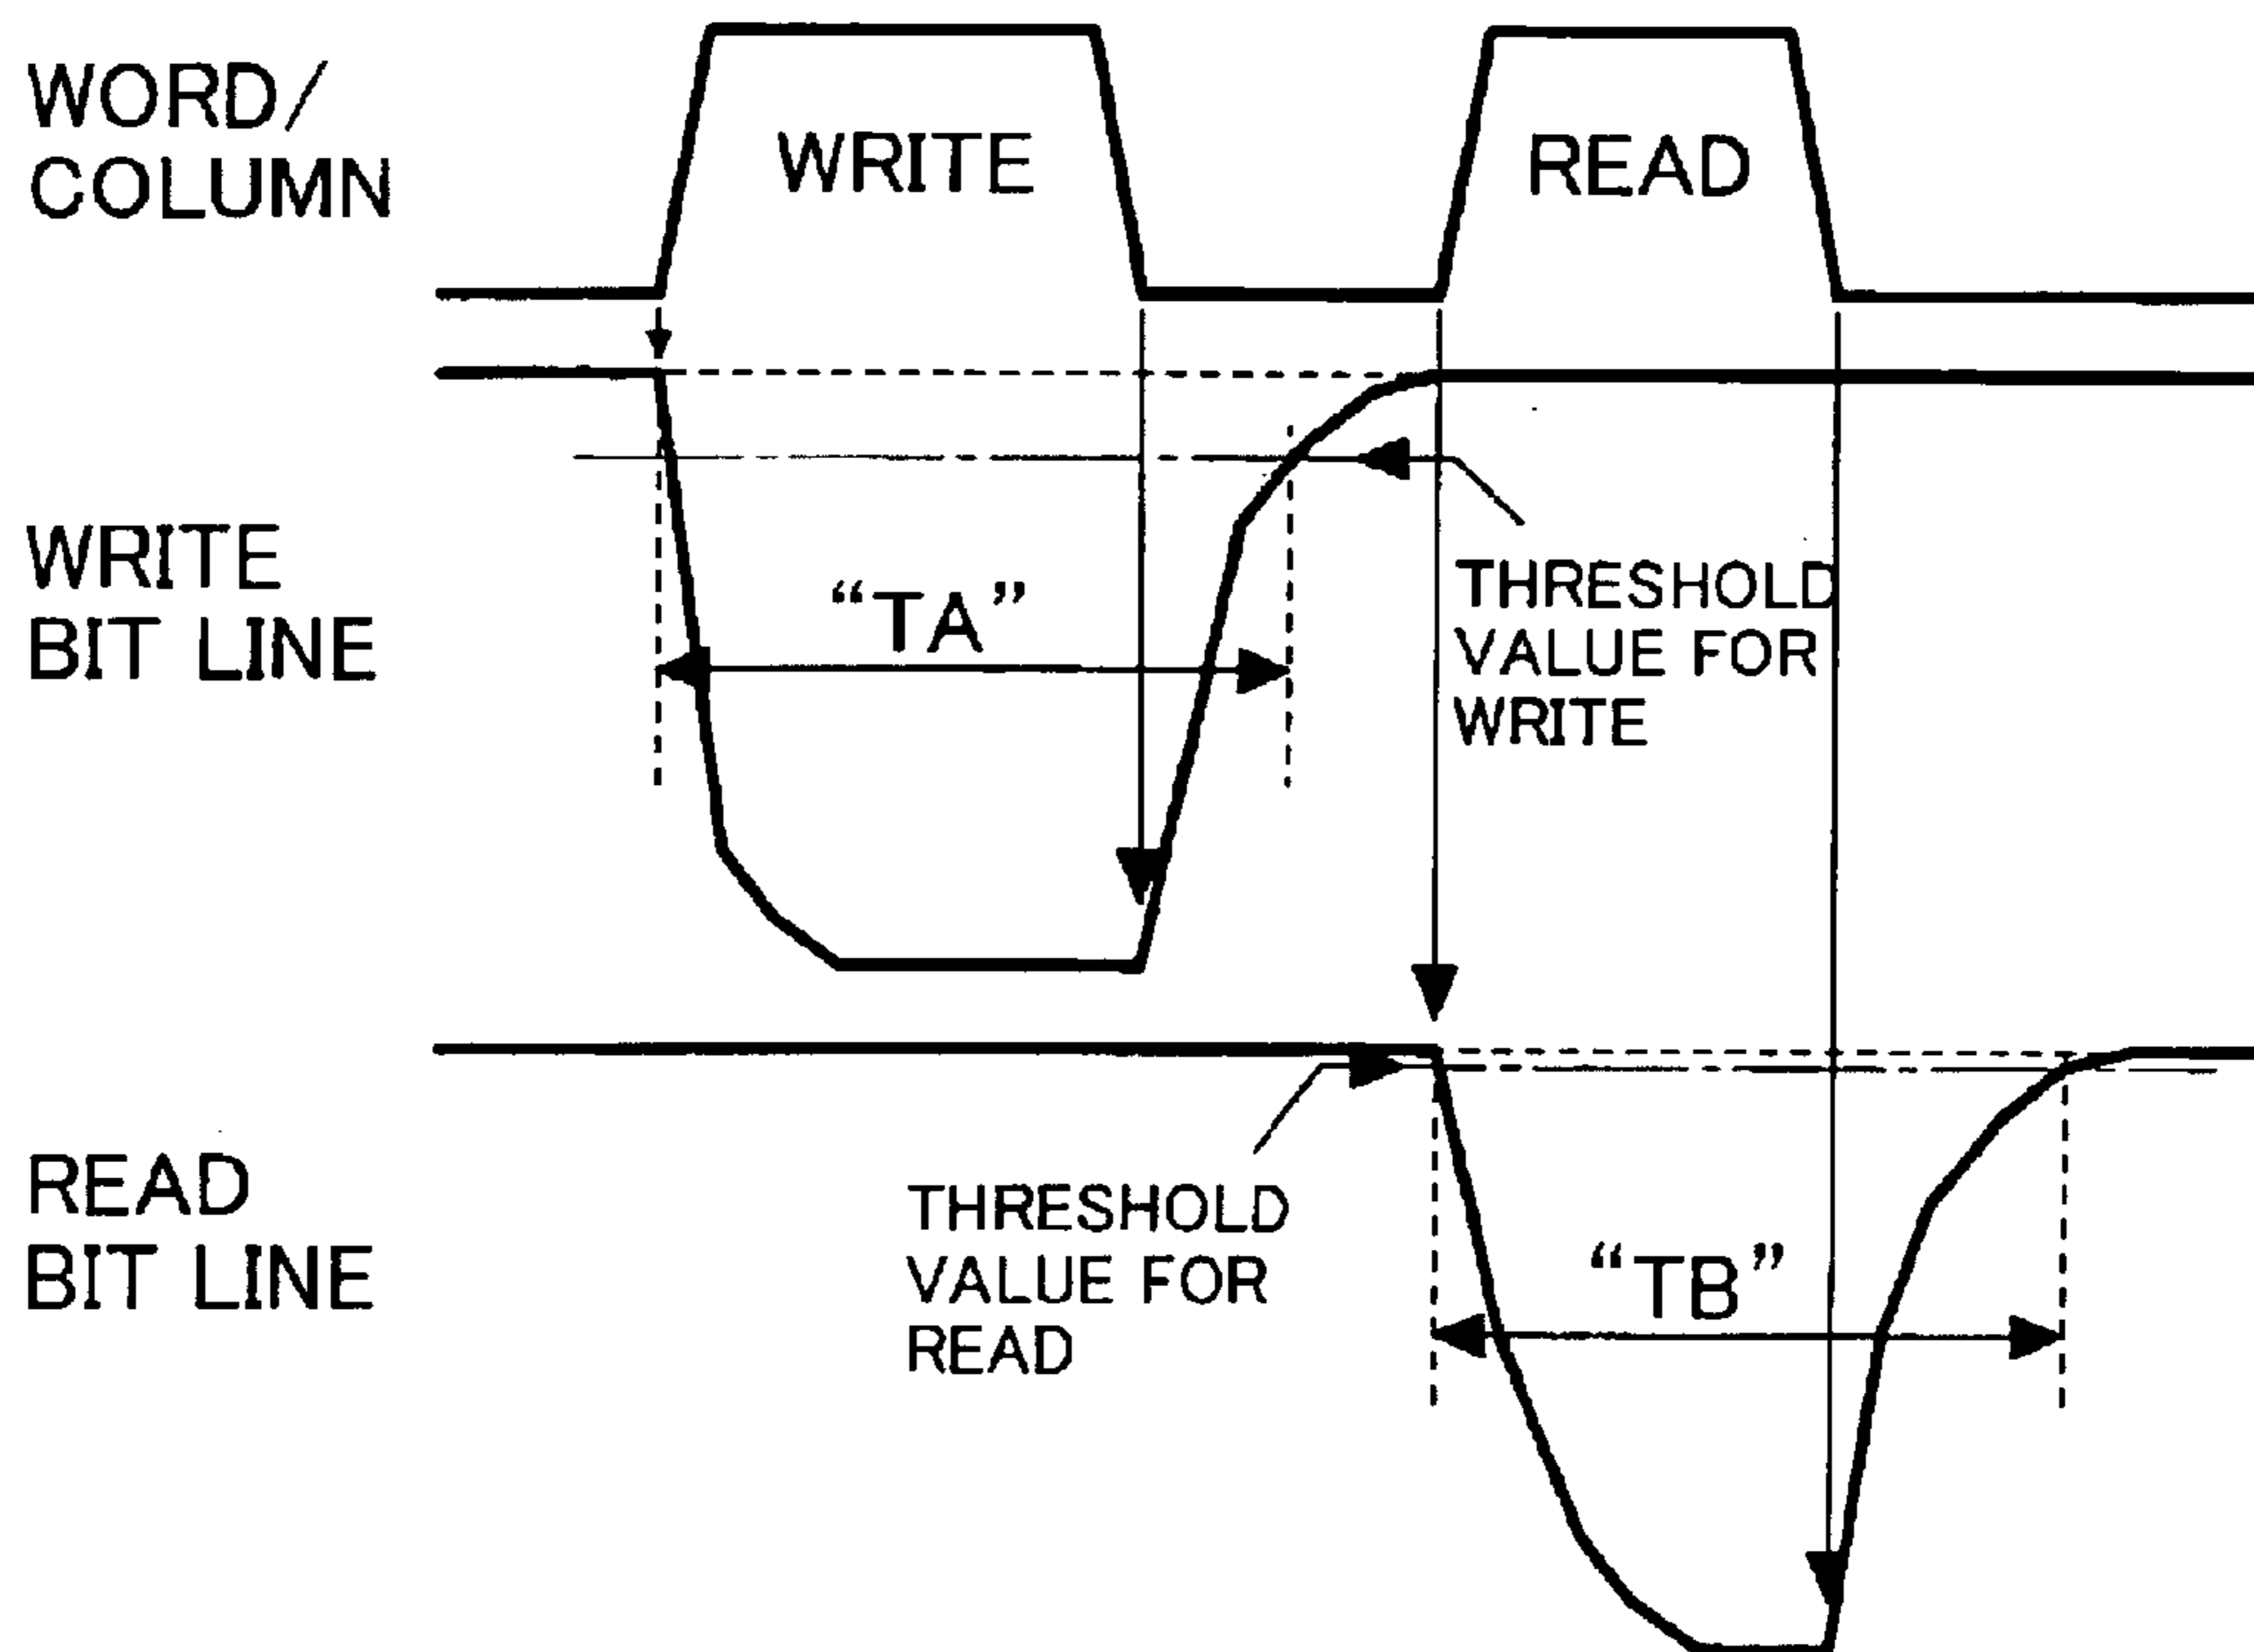 WORD/
COLUMN
WRITE
READ
WRITE
BIT LINE
“TA”
THRESHOLD
VALUE FOR
WRITE
READ
BIT LINE
THRESHOLD
VALUE FOR
READ
“TB”